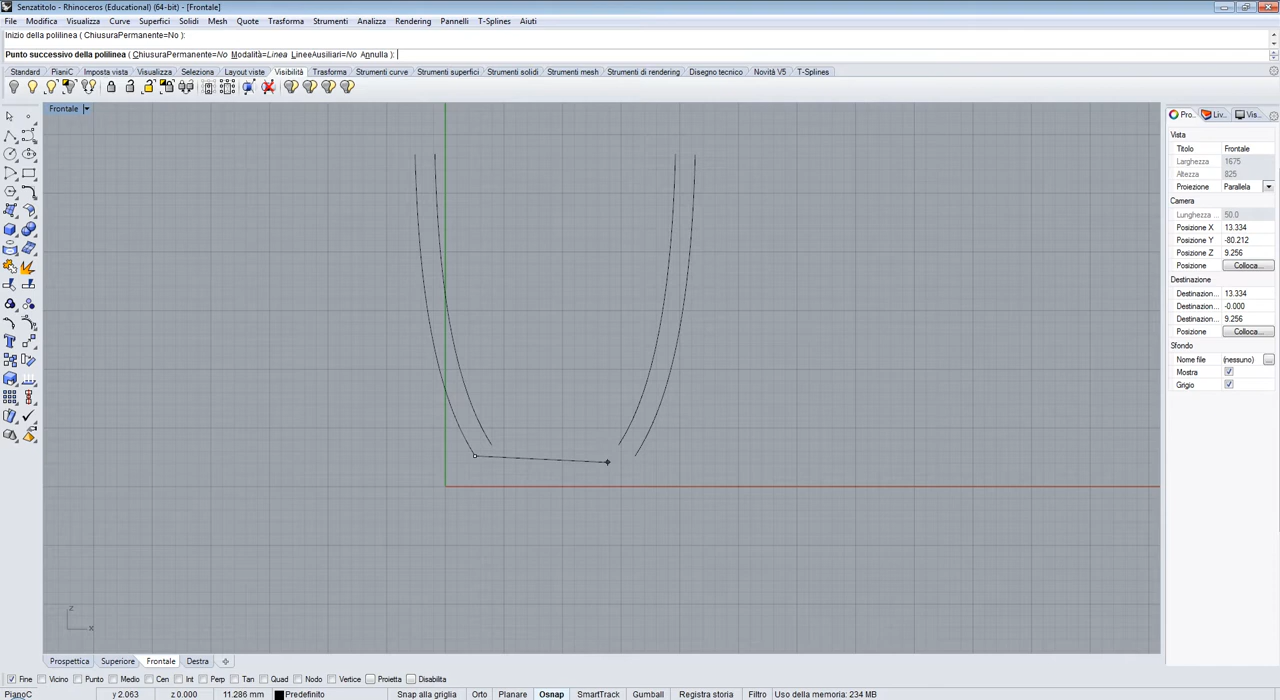 Senzatitolo - Rhinoceros (Educational) (64-bit) - [Frontale]
File Modifica Visualizza Curve Superfici Solidi Mesh Quote Trasforma Strumenti Analizza Rendering Pannelli T-Splines Aiuti
Inizio della polilinea ( ChiusuraPermanente=No ):
Punto successivo della polilinea ( ChiusuraPermanente=No Modalità=Linea LineeAusiliari=No Annulla ):
Standard PianiC Imposta vista Visualizza Seleziona Layout viste Visibilità Trasforma Strumenti curve Strumenti superfici Strumenti solidi Strumenti mesh Strumenti di rendering Disegno tecnico Novità V5 T-Splines
Frontale
Pro.. Liv... Vis...
Vista
Titolo Frontale
Larghezza 1675
Altezza 825
Proiezione Parallela
Camera
Lunghezza ... 50.0
Posizione X 13.334
Posizione Y -80.212
Posizione Z 9.256
Posizione Colloca...
Destinazione
Destinazion... 13.334
Destinazion... -0.000
Destinazion... 9.256
Posizione Colloca...
Sfondo
Nome file (nessuno) ...
Mostra
Grigio
z
x
Prospettica Superiore Frontale Destra
Fine Vicino Punto Medio Cen Int Perp Tan Quad Nodo Vertice Proietta Disabilita
PianoC y 2.063 z 0.000 11.286 mm Predefinito Snap alla griglia Orto Planare Osnap SmartTrack Gumball Registra storia Filtro Uso della memoria: 234 MB